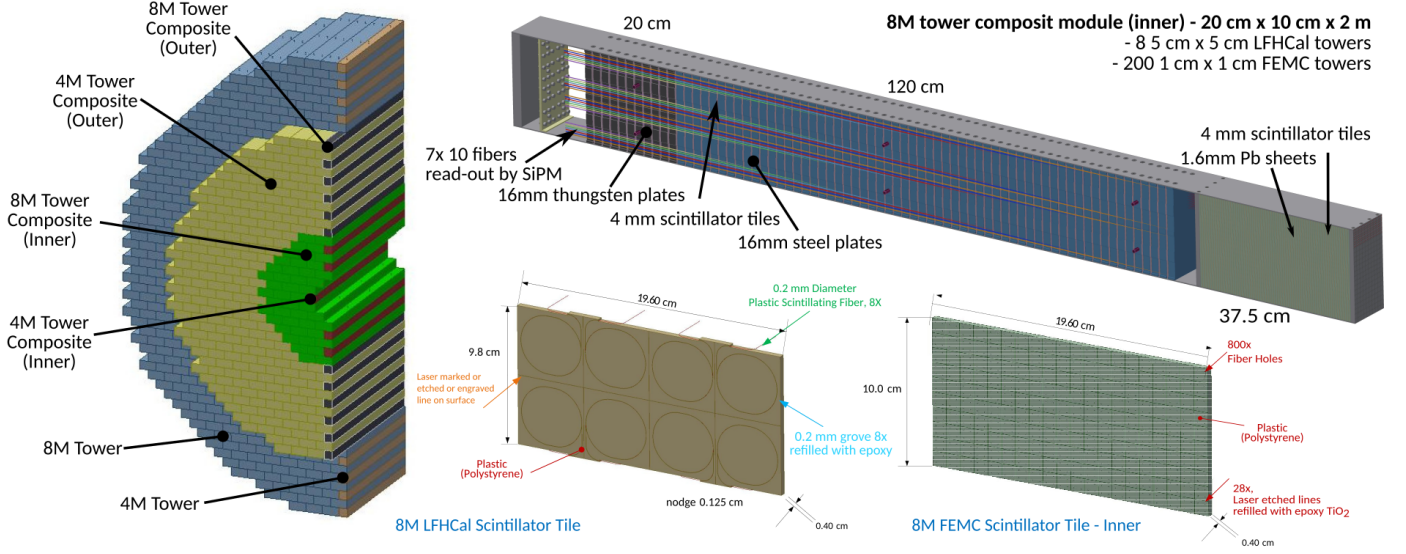 8M Tower
Composite
(Outer)
4M Tower
Composite
(Outer)
8M Tower
Composite
(Inner)
4M Tower
Composite
(Inner)
8M Tower
4M Tower
20 cm
120 cm
37.5 cm
8M tower composit module (inner) - 20 cm x 10 cm x 2 m
- 8 5 cm x 5 cm LFHCal towers
- 200 1 cm x 1 cm FEMC towers
7x 10 fibers
read-out by SiPM
16mm thungsten plates
4 mm scintillator tiles
16mm steel plates
4 mm scintillator tiles
1.6mm Pb sheets
19.60 cm
9.8 cm
0.2 mm Diameter
Plastic Scintillating Fiber, 8X
Laser marked or
etched or engraved
line on surface
Plastic
(Polystyrene)
0.2 mm grove 8x
refilled with epoxy
nodge 0.125 cm
0.40 cm
8M LFHCal Scintillator Tile
19.60 cm
10.0 cm
800x
Fiber Holes
Plastic
(Polystyrene)
28x,
Laser etched lines
refilled with epoxy TiO₂
0.40 cm
8M FEMC Scintillator Tile - Inner